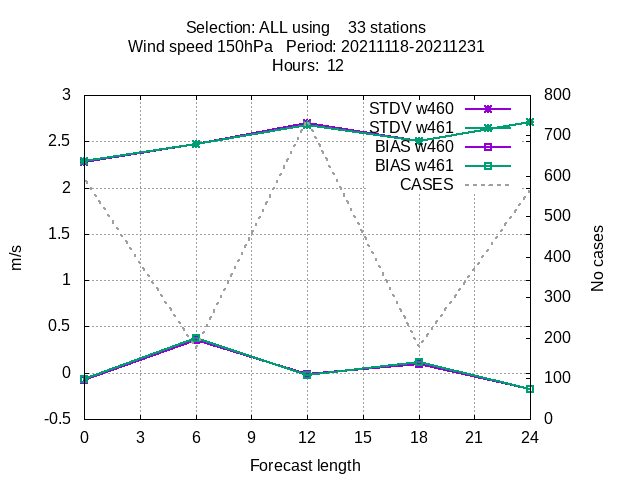 Selection: ALL using    33 stations
Wind speed 150hPa   Period: 20211118-20211231
Hours:  12
3
2.5
2
1.5
1
0.5
0
-0.5
800
700
600
500
400
300
200
100
0
STDV w460
STDV w461
BIAS w460
BIAS w461
CASES
m/s
No cases
0 3 6 9 12 15 18 21 24
Forecast length